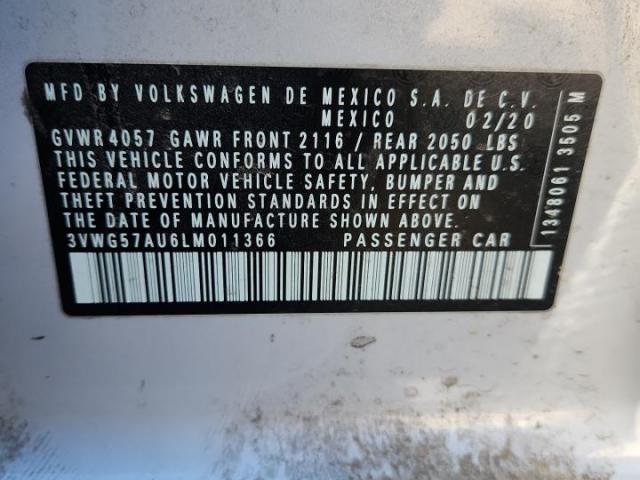 MFD BY VOLKSWAGEN DE MEXICO S.A. DE C.V.
MEXICO 02/20
GVWR 4057 GAWR FRONT 2116 / REAR 2050 LBS
THIS VEHICLE CONFORMS TO ALL APPLICABLE U.S.
FEDERAL MOTOR VEHICLE SAFETY, BUMPER AND
THEFT PREVENTION STANDARDS IN EFFECT ON
THE DATE OF MANUFACTURE SHOWN ABOVE.
3VWG57AU6LM011366 PASSENGER CAR
1348061 3505 M